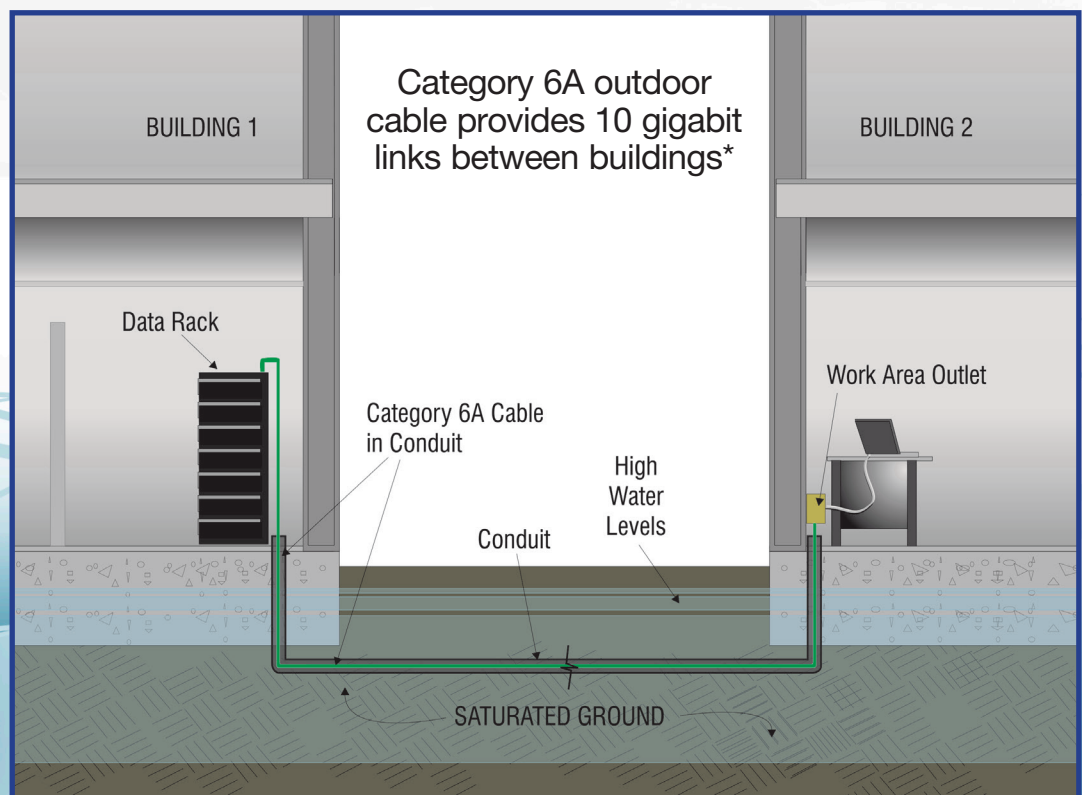 Category 6A outdoor
cable provides 10 gigabit
links between buildings*
BUILDING 1
BUILDING 2
Data Rack
Work Area Outlet
Category 6A Cable
in Conduit
High
Water
Levels
Conduit
SATURATED GROUND